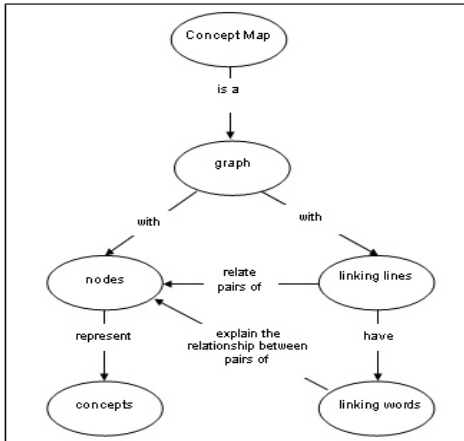 Concept Map
is a
graph
with
with
nodes
relate
pairs of
linking lines
represent
explain the
relationship between
pairs of
have
concepts
linking words